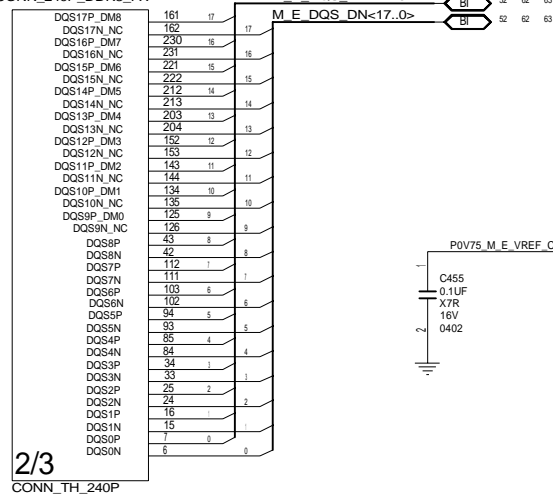 DQS17P_DM8 161 17
M_E_DQS_DN<17..0> BI 52 62 63
DQS17N_NC 162 17
DQS16P_DM7 230 16
DQS16N_NC 231 16
DQS15P_DM6 221 15
DQS15N_NC 222 15
DQS14P_DM5 212 14
DQS14N_NC 213 14
DQS13P_DM4 203 13
DQS13N_NC 204 13
DQS12P_DM3 152 12
DQS12N_NC 153 12
DQS11P_DM2 143 11
DQS11N_NC 144 11
DQS10P_DM1 134 10
DQS10N_NC 135 10
DQS9P_DM0 125 9
DQS9N_NC 126 9
DQS8P 43 8
DQS8N 42 8
DQS7P 112 7
DQS7N 111 7
DQS6P 103 6
DQS6N 102 6
DQS5P 94 5
DQS5N 93 5
DQS4P 85 4
DQS4N 84 4
DQS3P 34 3
DQS3N 33 3
DQS2P 25 2
DQS2N 24 2
DQS1P 16 1
DQS1N 15 1
DQS0P 7 0
DQS0N 6 0
2/3
CONN_TH_240P
P0V75_M_E_VREF_C
1
C455
0.1UF
X7R
16V
0402
2